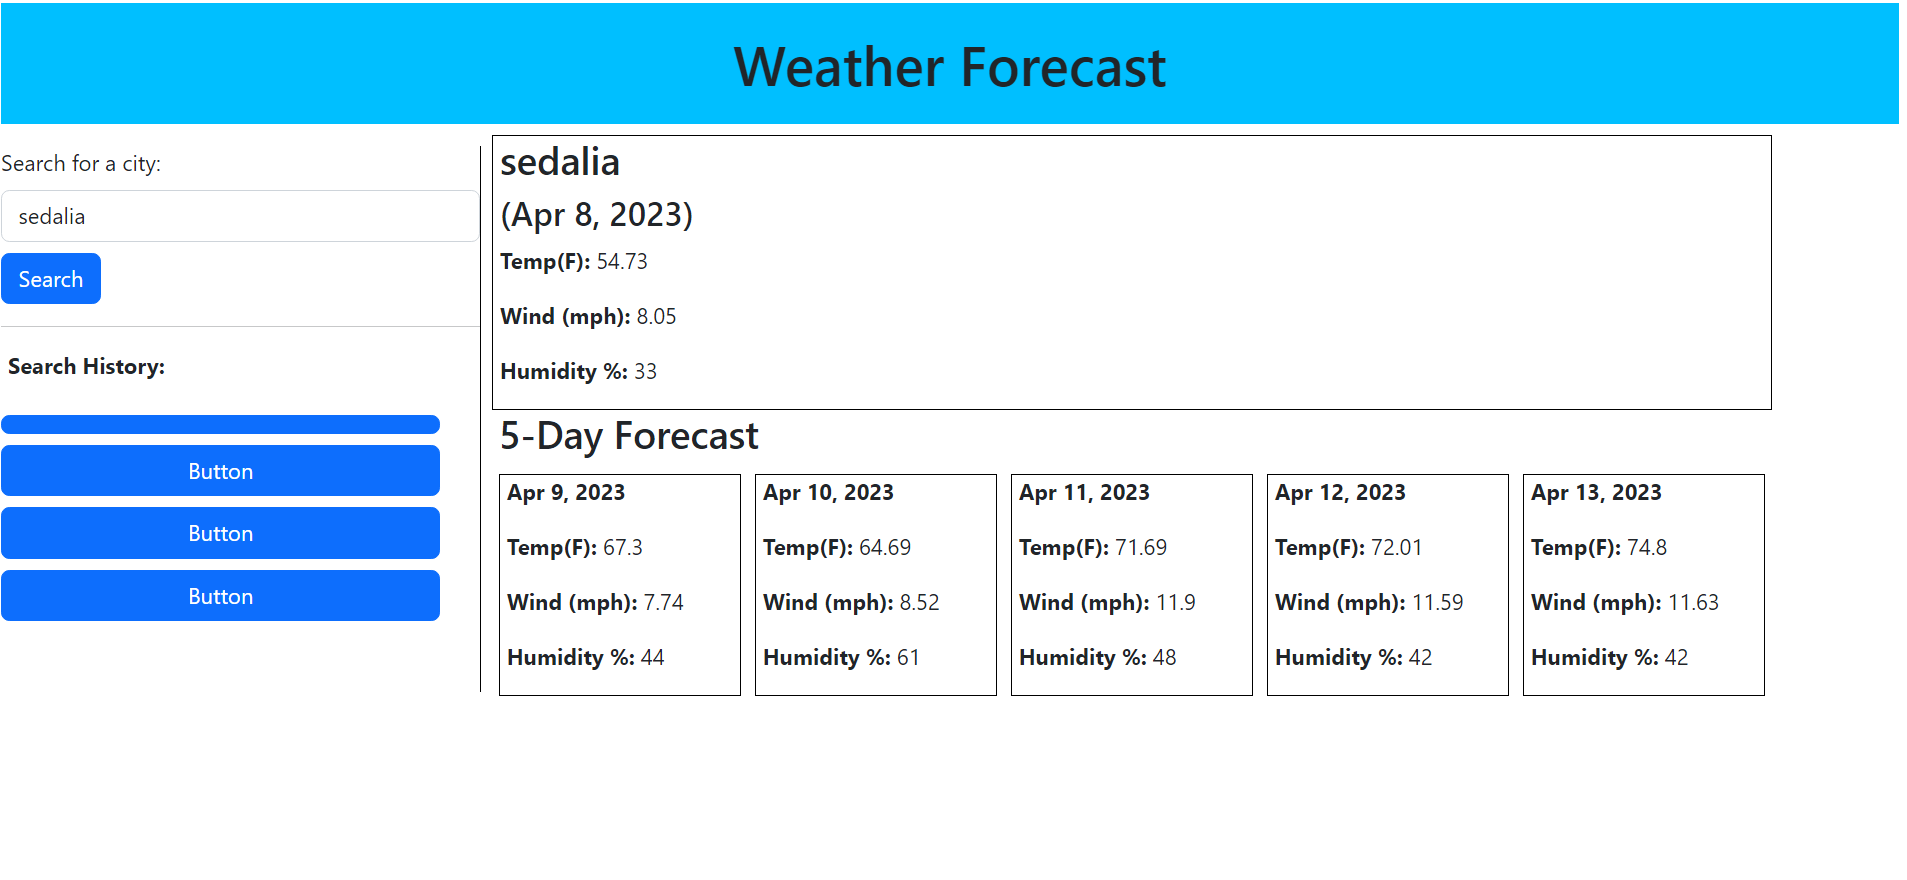 Weather Forecast
Search for a city:
sedalia
Search
Search History:
Button
Button
Button
sedalia
(Apr 8, 2023)
Temp(F): 54.73
Wind (mph): 8.05
Humidity %: 33
5-Day Forecast
Apr 9, 2023
Temp(F): 67.3
Wind (mph): 7.74
Humidity %: 44
Apr 10, 2023
Temp(F): 64.69
Wind (mph): 8.52
Humidity %: 61
Apr 11, 2023
Temp(F): 71.69
Wind (mph): 11.9
Humidity %: 48
Apr 12, 2023
Temp(F): 72.01
Wind (mph): 11.59
Humidity %: 42
Apr 13, 2023
Temp(F): 74.8
Wind (mph): 11.63
Humidity %: 42